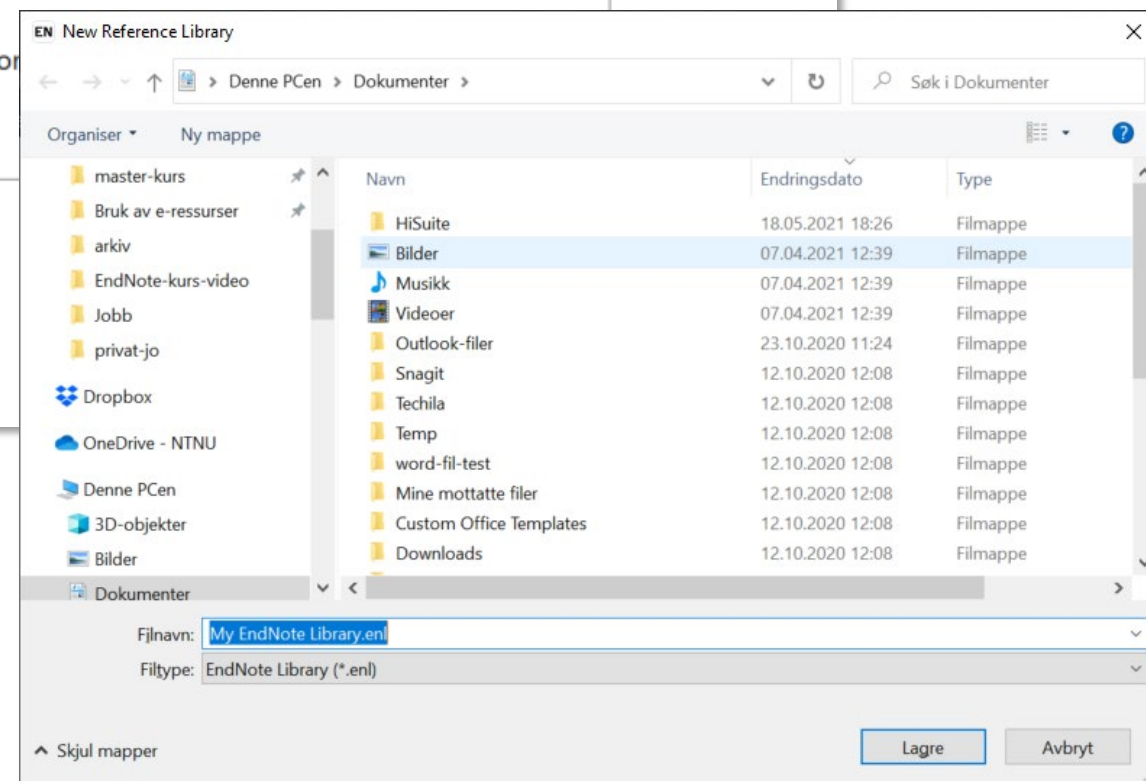 EN New Reference Library
or
Denne PCen > Dokumenter >
Søk i Dokumenter
Organiser
Ny mappe
?
master-kurs
Bruk av e-ressurser
arkiv
EndNote-kurs-video
Jobb
privat-jo
Dropbox
OneDrive - NTNU
Denne PCen
3D-objekter
Bilder
Dokumenter
Navn Endringsdato Type
HiSuite 18.05.2021 18:26 Filmappe
Bilder 07.04.2021 12:39 Filmappe
Musikk 07.04.2021 12:39 Filmappe
Videoer 07.04.2021 12:39 Filmappe
Outlook-filer 23.10.2020 11:24 Filmappe
Snagit 12.10.2020 12:08 Filmappe
Techila 12.10.2020 12:08 Filmappe
Temp 12.10.2020 12:08 Filmappe
word-fil-test 12.10.2020 12:08 Filmappe
Mine mottatte filer 12.10.2020 12:08 Filmappe
Custom Office Templates 12.10.2020 12:08 Filmappe
Downloads 12.10.2020 12:08 Filmappe
Filnavn: My EndNote Library.enl
Filtype: EndNote Library (*.enl)
Skjul mapper
Lagre
Avbryt